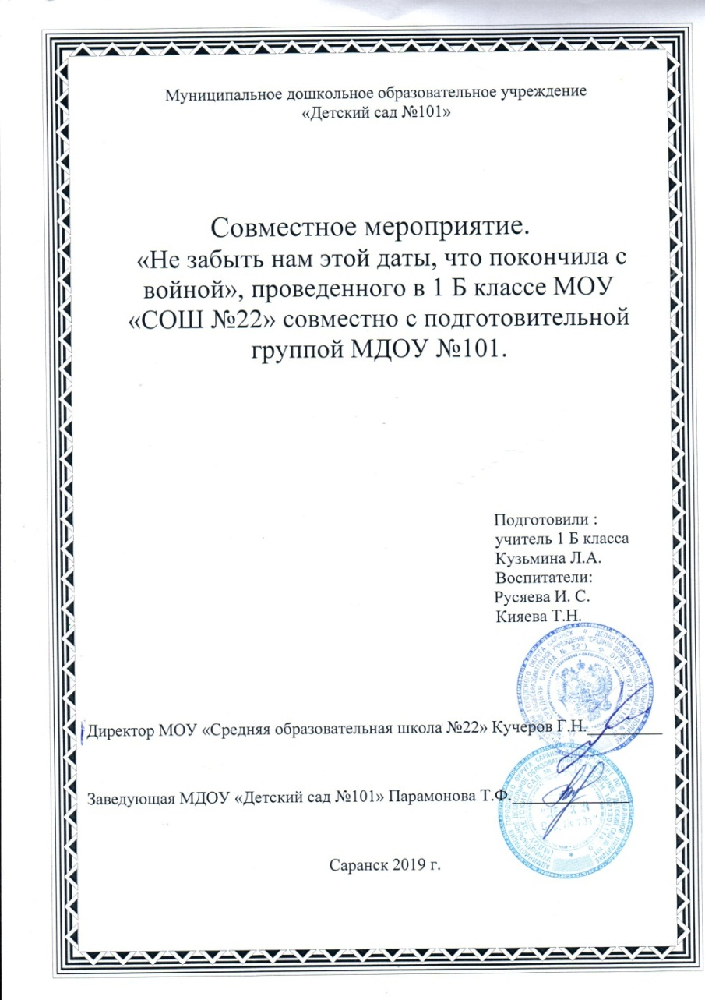 Муниципальное дошкольное образовательное учреждение
«Детский сад №101»
Совместное мероприятие.
«Не забыть нам этой даты, что покончила с
войной», проведенного в 1 Б классе МОУ
«СОШ №22» совместно с подготовительной
группой МДОУ №101.
Подготовили :
учитель 1 Б класса
Кузьмина Л.А.
Воспитатели:
Русяева И. С.
Кияева Т.Н.
Директор МОУ «Средняя образовательная школа №22» Кучеров Г.Н.
Заведующая МДОУ «Детский сад №101» Парамонова Т.Ф.
Саранск 2019 г.